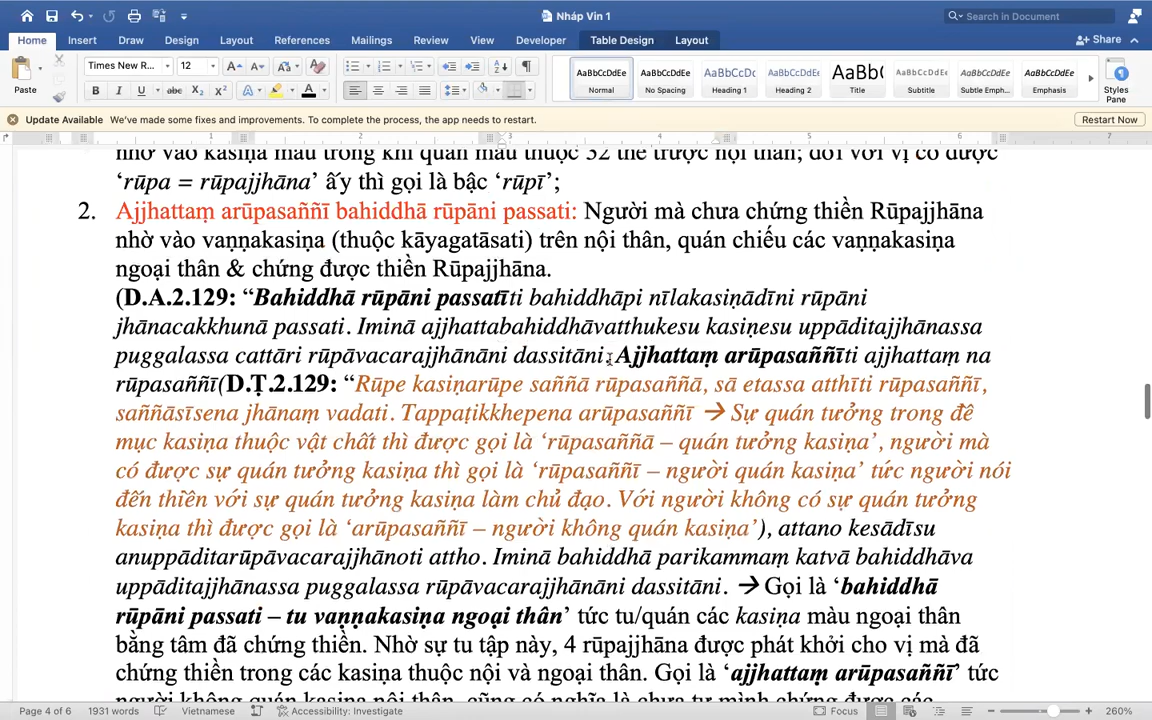 Nháp Vin 1
Search in Document
Home Insert Draw Design Layout References Mailings Review View Developer Table Design Layout Share
Times New R... 12
Paste
AaBbCcDdEe AaBbCcDdEe AaBbCcDc AaBbCcDdEe AaBb( AaBbCcDdEe AaBbCcDdEe AaBbCcDdEe
Normal No Spacing Heading 1 Heading 2 Title Subtitle Subtle Emph... Emphasis Styles Pane
Update Available We've made some fixes and improvements. To complete the process, the app needs to restart. Restart Now
1 2 3 4 5 6 7
nhờ vào kasiṇa màu trong khi quán màu thuộc 32 thể trược nội thân; đối với vị có được
‘rūpa = rūpajjhāna’ ấy thì gọi là bậc ‘rūpī’;
2. Ajjhattaṃ arūpasaññī bahiddhā rūpāni passati: Người mà chưa chứng thiền Rūpajjhāna
nhờ vào vaṇṇakasiṇa (thuộc kāyagatāsati) trên nội thân, quán chiếu các vaṇṇakasiṇa
ngoại thân & chứng được thiền Rūpajjhāna.
(D.A.2.129: “Bahiddhā rūpāni passatīti bahiddhāpi nīlakasiṇādīni rūpāni
jhānacakkhunā passati. Iminā ajjhattabahiddhāvatthukesu kasiṇesu uppāditajjhānassa
puggalassa cattāri rūpāvacarajjhānāni dassitāni. Ajjhattaṃ arūpasaññīti ajjhattaṃ na
rūpasaññī(D.Ṭ.2.129: “Rūpe kasiṇarūpe saññā rūpasaññā, sā etassa atthīti rūpasaññī,
saññāsīsena jhānaṃ vadati. Tappaṭikkhepena arūpasaññī → Sự quán tưởng trong đề
mục kasiṇa thuộc vật chất thì được gọi là ‘rūpasaññā – quán tưởng kasiṇa’, người mà
có được sự quán tưởng kasiṇa thì gọi là ‘rūpasaññī – người quán kasiṇa’ tức người nói
đến thiền với sự quán tưởng kasiṇa làm chủ đạo. Với người không có sự quán tưởng
kasiṇa thì được gọi là ‘arūpasaññī – người không quán kasiṇa’), attano kesādīsu
anuppāditarūpāvacarajjhānoti attho. Iminā bahiddhā parikammaṃ katvā bahiddhāva
uppāditajjhānassa puggalassa rūpāvacarajjhānāni dassitāni. → Gọi là ‘bahiddhā
rūpāni passati – tu vaṇṇakasiṇa ngoại thân’ tức tu/quán các kasiṇa màu ngoại thân
bằng tâm đã chứng thiền. Nhờ sự tu tập này, 4 rūpajjhāna được phát khởi cho vị mà đã
chứng thiền trong các kasiṇa thuộc nội và ngoại thân. Gọi là ‘ajjhattaṃ arūpasaññī’ tức
người không quán kasiṇa nội thân, cũng có nghĩa là chưa tự mình chứng được các
Page 4 of 6 1931 words Vietnamese Accessibility: Investigate Focus 260%